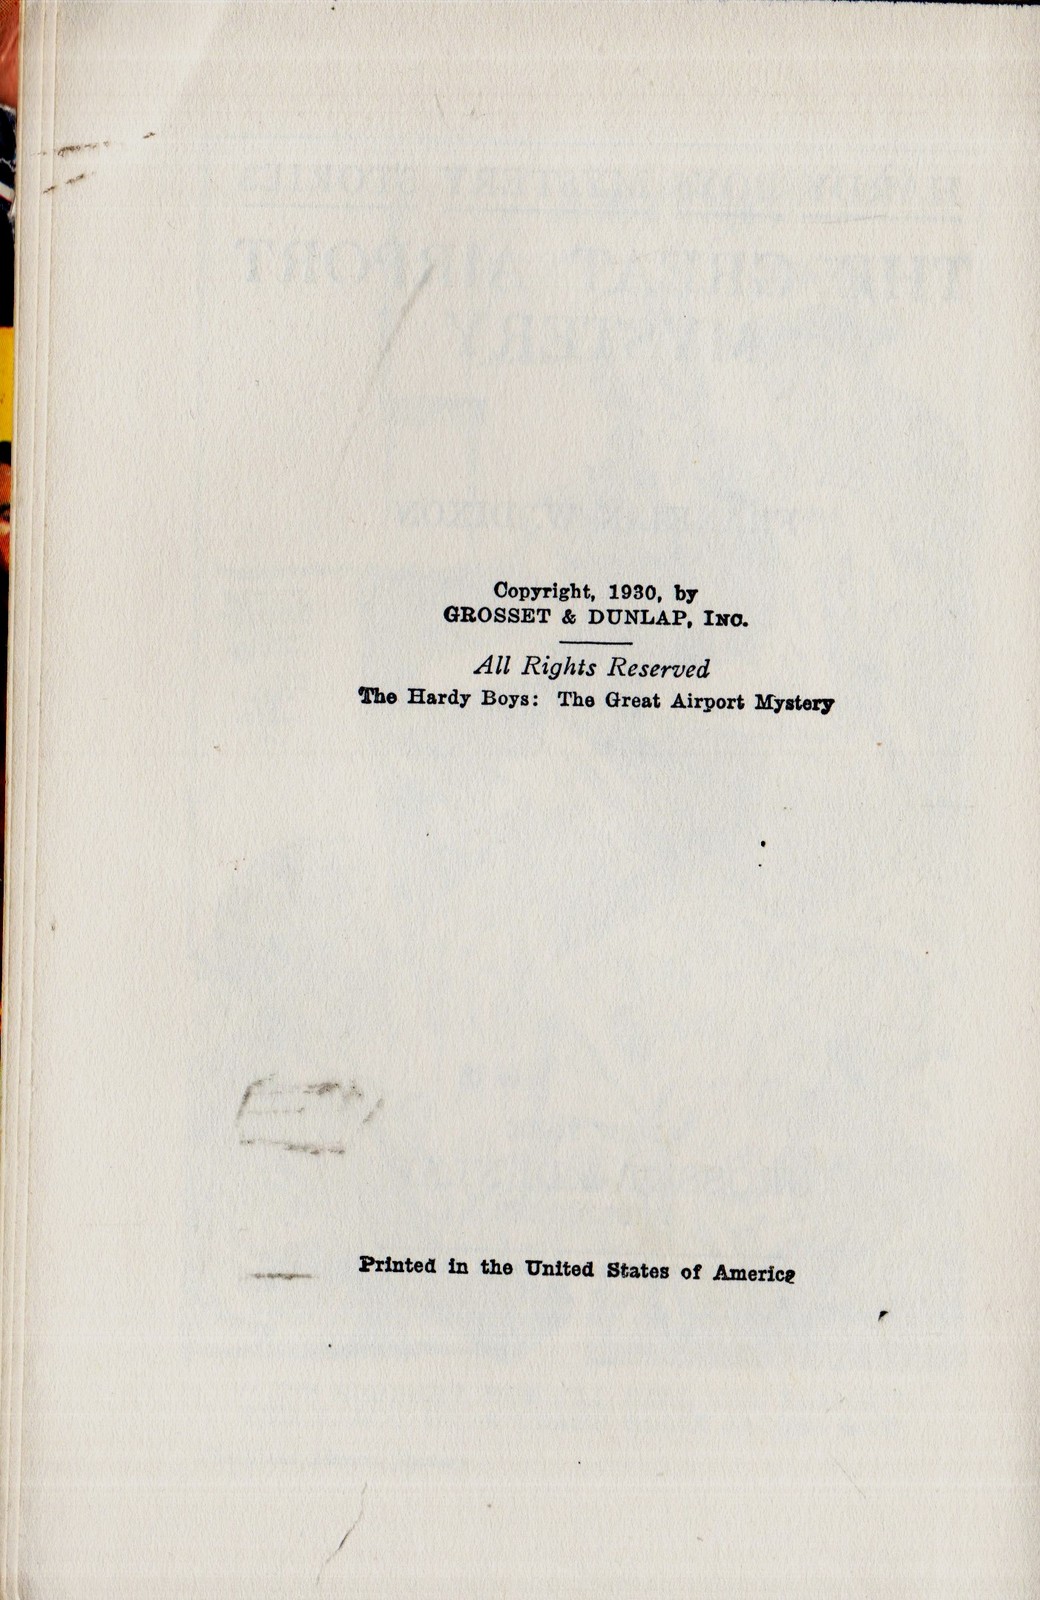 Copyright, 1930, by
GROSSET & DUNLAP, INC.
All Rights Reserved
The Hardy Boys: The Great Airport Mystery
Printed in the United States of America